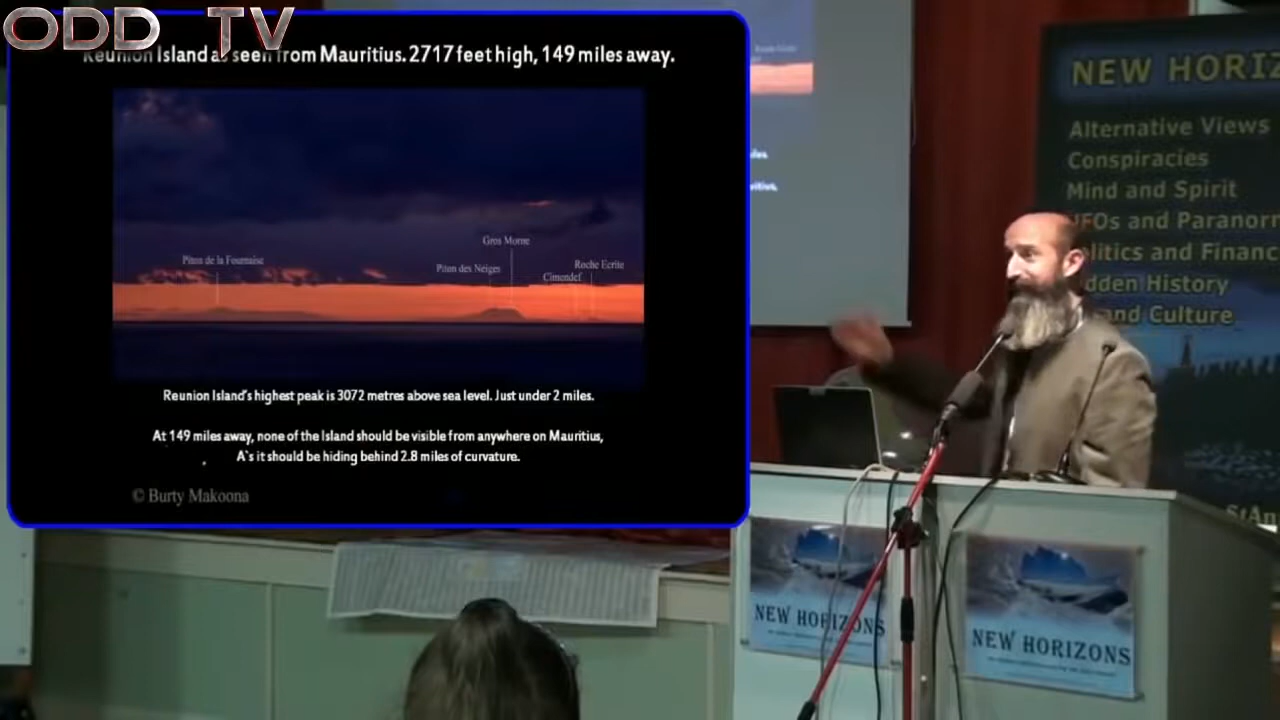 ODD TV
Reunion Island as seen from Mauritius. 2717 feet high, 149 miles away.
Gros Morne
Piton de la Fournaise
Piton des Neiges
Roche Ecrite
Cimendef
Reunion Island's highest peak is 3072 metres above sea level. Just under 2 miles.
At 149 miles away, none of the Island should be visible from anywhere on Mauritius,
A`s it should be hiding behind 2.8 miles of curvature.
© Burty Makoona
NEW HORIZ
Alternative Views
Conspiracies
Mind and Spirit
UFOs and Paranorm
olitics and Financ
dden History
and Culture
StAn
NEW HORIZONS
NEW HORIZONS